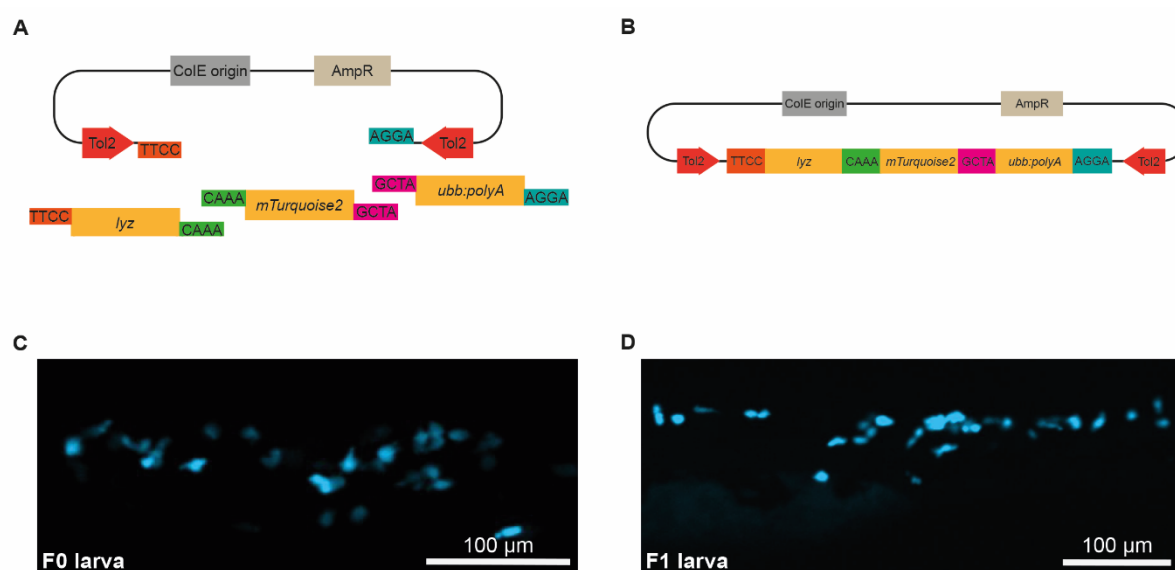 A
ColE origin
AmpR
Tol2
TTCC
AGGA
Tol2
TTCC
lyz
CAAA
CAAA
mTurquoise2
GCTA
GCTA
ubb:polyA
AGGA
B
ColE origin
AmpR
Tol2
TTCC
lyz
CAAA
mTurquoise2
GCTA
ubb:polyA
AGGA
Tol2
C
F0 larva
100 µm
D
F1 larva
100 µm